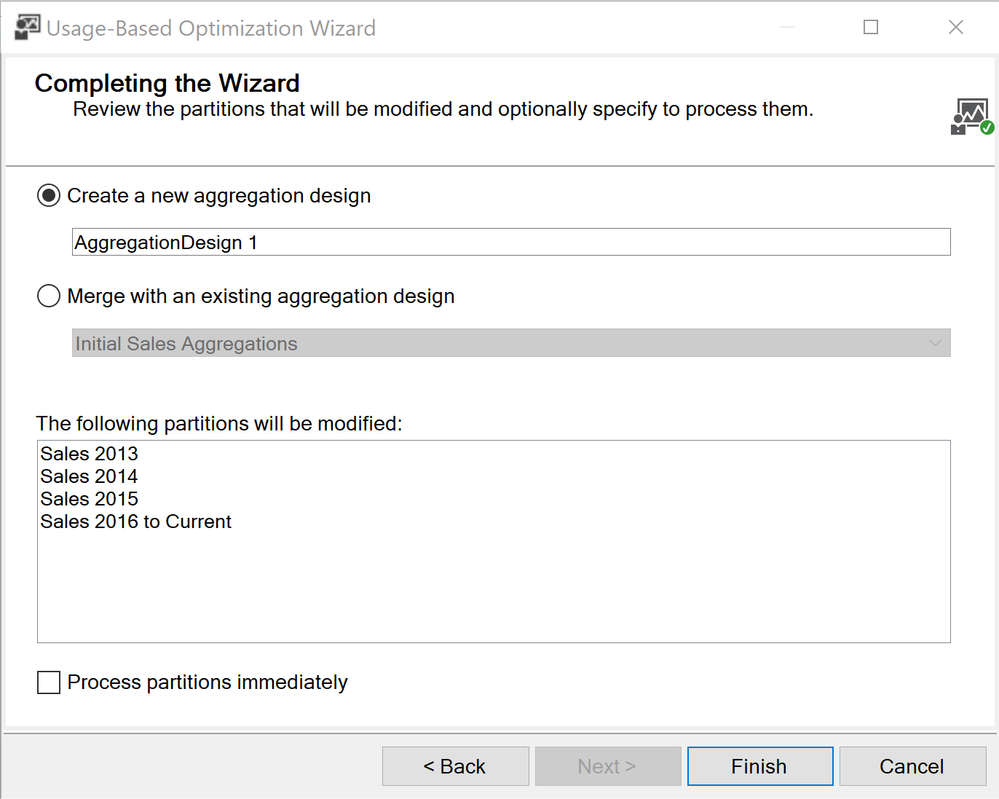 Usage-Based Optimization Wizard
Completing the Wizard
Review the partitions that will be modified and optionally specify to process them.
Create a new aggregation design
AggregationDesign 1
Merge with an existing aggregation design
Initial Sales Aggregations
The following partitions will be modified:
Sales 2013
Sales 2014
Sales 2015
Sales 2016 to Current
Process partitions immediately
< Back
Next >
Finish
Cancel